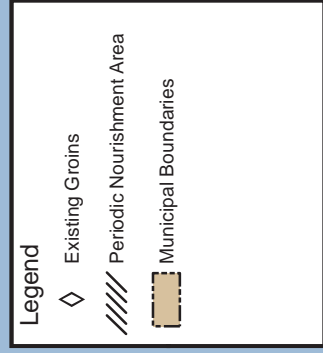 Legend
Existing Groins
Periodic Nourishment Area
Municipal Boundaries